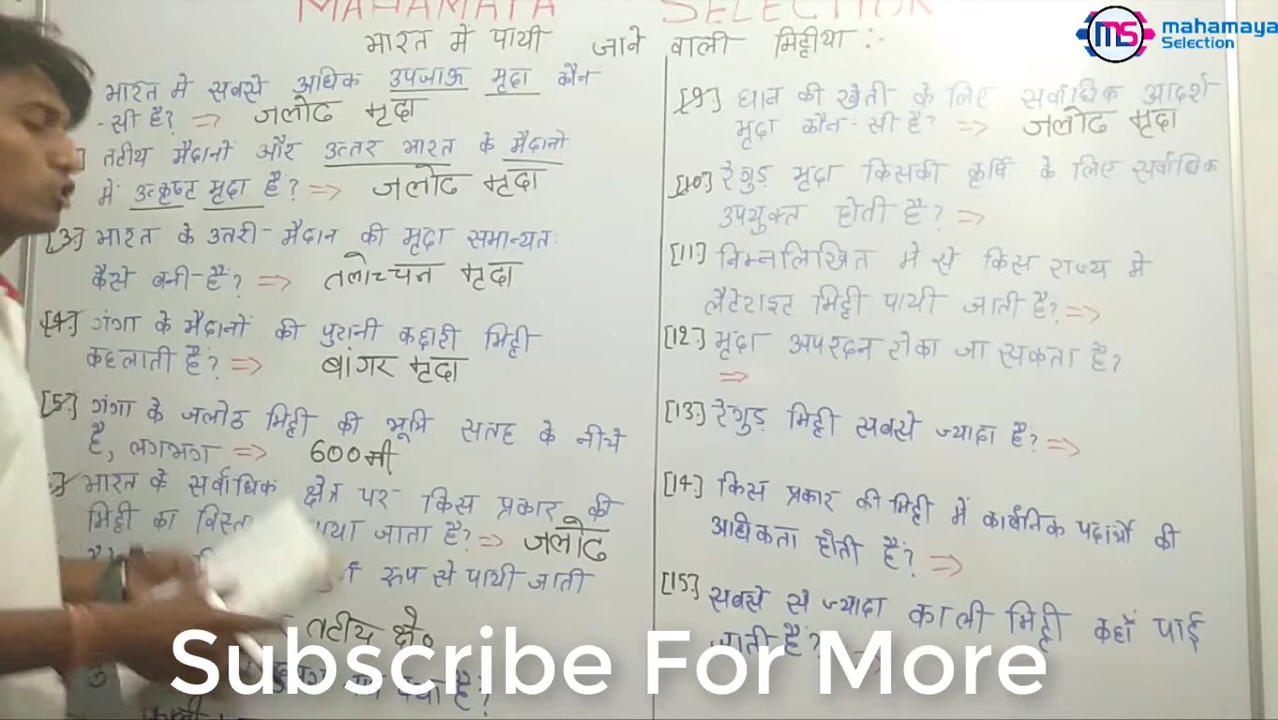 MAHAMAYA SELECTION
mahamaya
Selection
भारत में पायी जाने वाली मिट्टीया :-
भारत मे सबसे अधिक उपजाऊ मृदा कौन
-सी है? => जलोढ मृदा
तटीय मैदानों और उत्तर भारत के मैदानो
में उत्कृष्ट मृदा है? => जलोढ मृदा
[3.] भारत के उतरी-मैदान की मृदा समान्यतः
कैसे बनी-है? => तलोच्चन मृदा
[4.] गंगा के मैदानों की पुरानी कछारी मिट्टी
कहलाती है? => बांगर मृदा
[5.] गंगा के जलोठ मिट्टी की भूमि सतह के नीचे
है, लगभग => 600मी
भारत के सर्वाधिक क्षेत्र पर किस प्रकार की
मिट्टी का पाया जाता है? => जलोढ
रूप से पायी जाती
तटीय क्षे०
क्या है?
[9.] धान की खेती के लिए सर्वाधिक आदर्श
मृदा कौन-सी है? => जलोढ मृदा
[10.] रेगुड़ मृदा किसकी कृर्षि के लिए सर्वाधिक
उपयुक्त होती है? =>
[11.] निम्नलिखित मे से किस राज्य में
लैटेराइट मिट्टी पायी जाती है? =>
[12.] मृदा अपरदन रोका जा सकता है?
=>
[13.] रेगुड़ मिट्टी सबसे ज्यादा है? =>
[14.] किस प्रकार की मिट्टी में कार्बनिक पदार्थो की
अधिकता होती है? =>
[15.] सबसे से ज्यादा काली मिट्टी कहाँ पाई
जाती है?
Subscribe For More